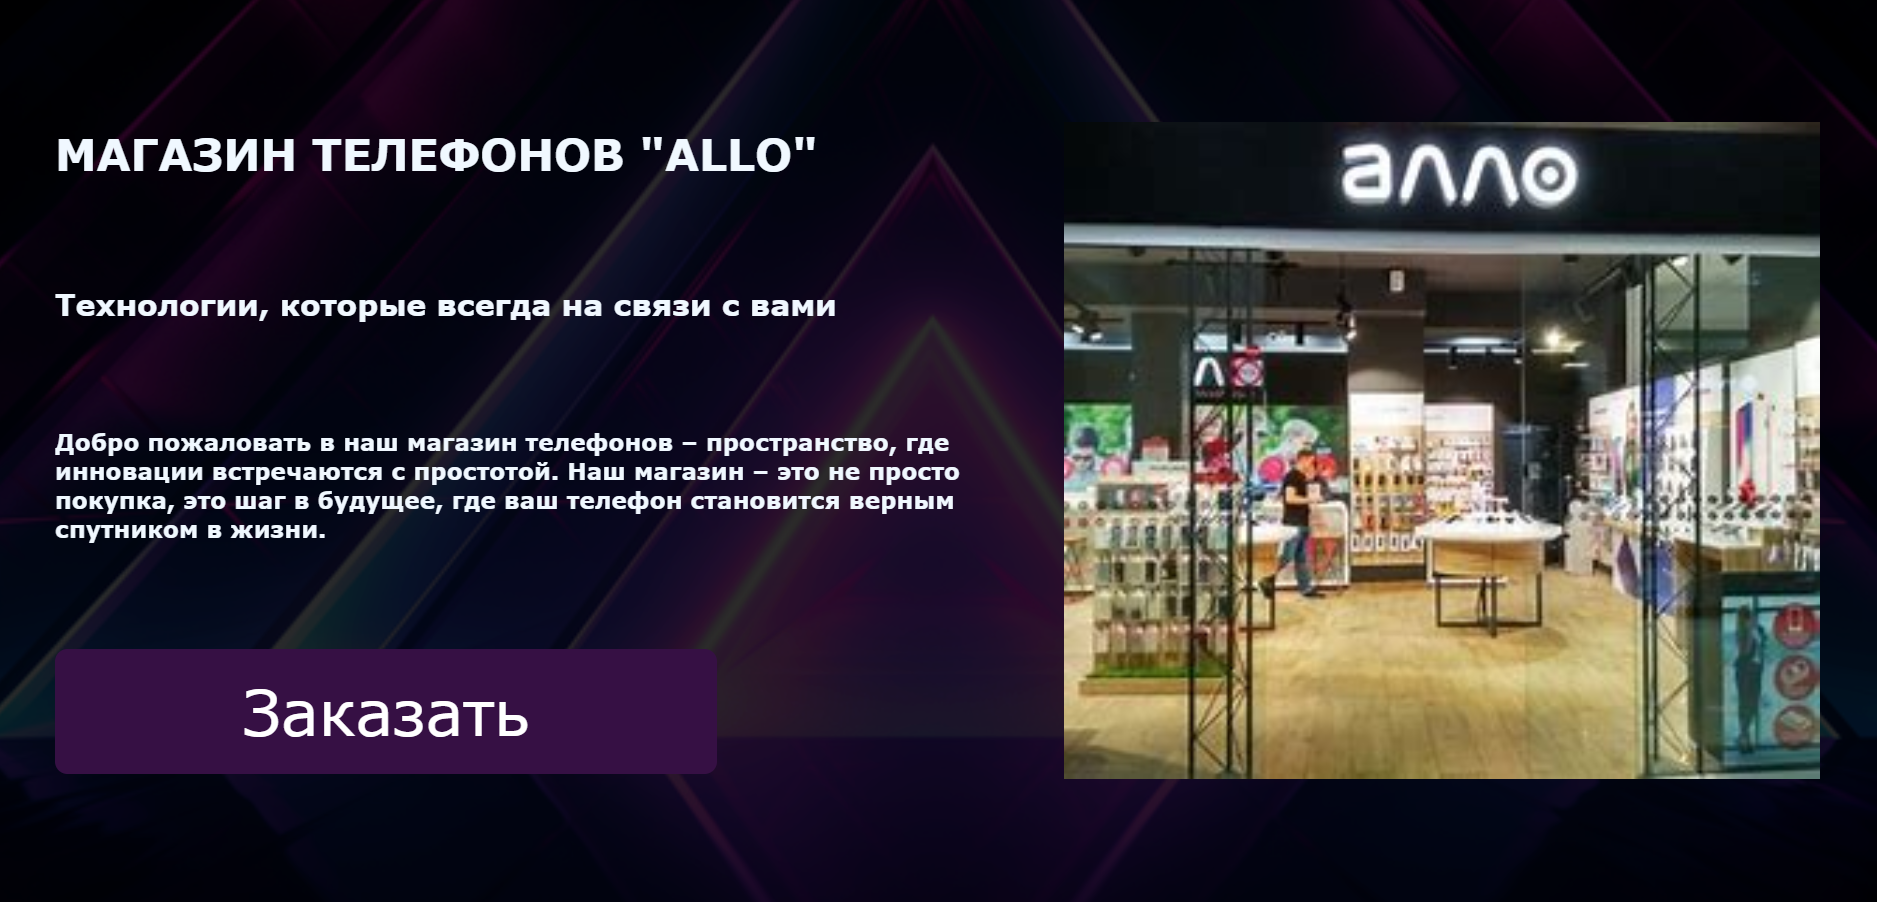 МАГАЗИН ТЕЛЕФОНОВ "ALLO"
алло
Технологии, которые всегда на связи с вами
Добро пожаловать в наш магазин телефонов – пространство, где
инновации встречаются с простотой. Наш магазин – это не просто
покупка, это шаг в будущее, где ваш телефон становится верным
спутником в жизни.
Заказать